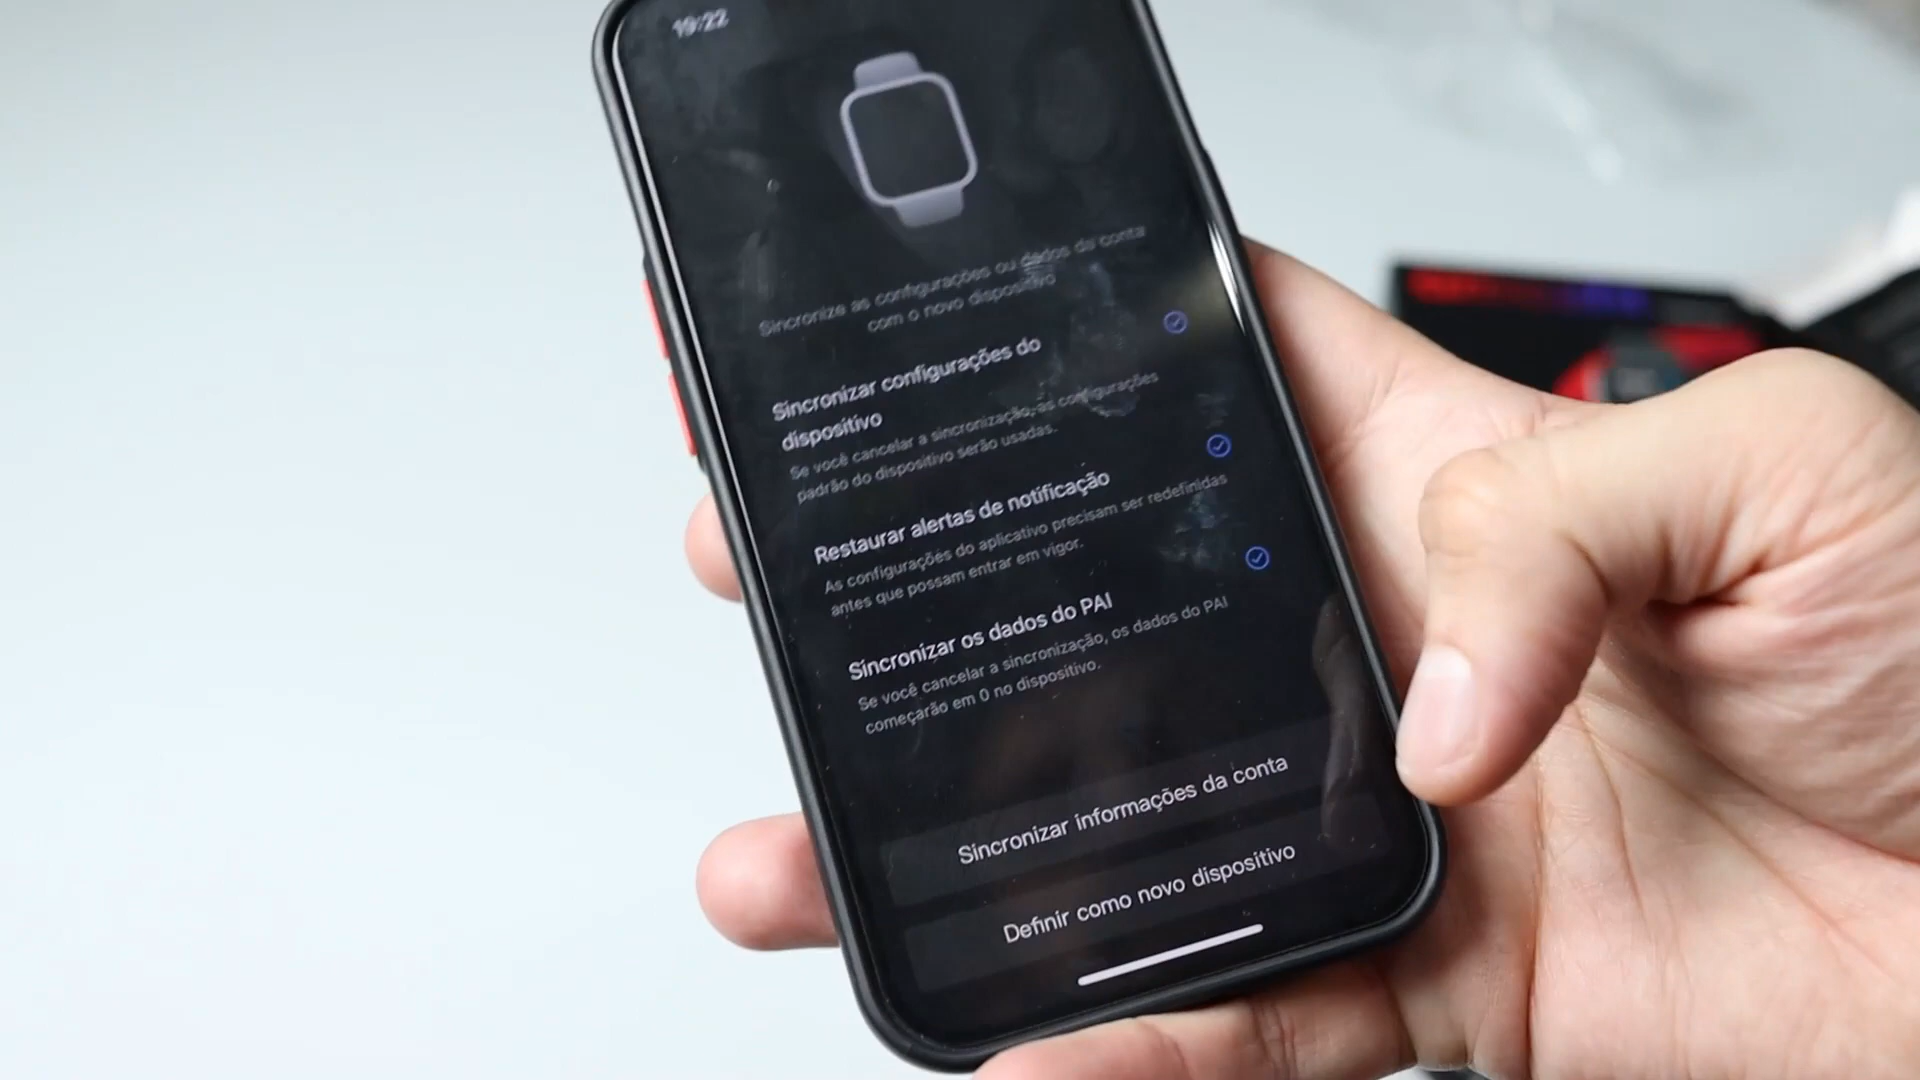 19:22
Sincronize as configurações ou dados da conta
com o novo dispositivo
Sincronizar configurações do
dispositivo
Se você cancelar a sincronização, as configurações
padrão do dispositivo serão usadas.
Restaurar alertas de notificação
As configurações do aplicativo precisam ser redefinidas
antes que possam entrar em vigor.
Sincronizar os dados do PAI
Se você cancelar a sincronização, os dados do PAI
começarão em 0 no dispositivo.
Sincronizar informações da conta
Definir como novo dispositivo